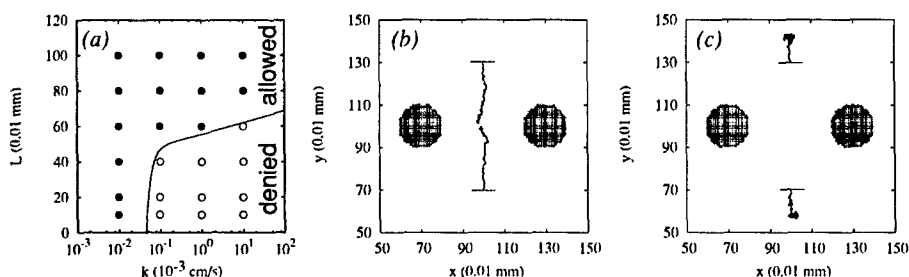 (a)
L (0.01 mm)
120
100
80
60
40
20
0
allowed
denied
10⁻³ 10⁻² 10⁻¹ 10⁰ 10¹ 10²
k (10⁻³ cm/s)
(b)
y (0.01 mm)
150
130
110
90
70
50
50 70 90 110 130 150
x (0.01 mm)
(c)
y (0.01 mm)
150
130
110
90
70
50
50 70 90 110 130 150
x (0.01 mm)